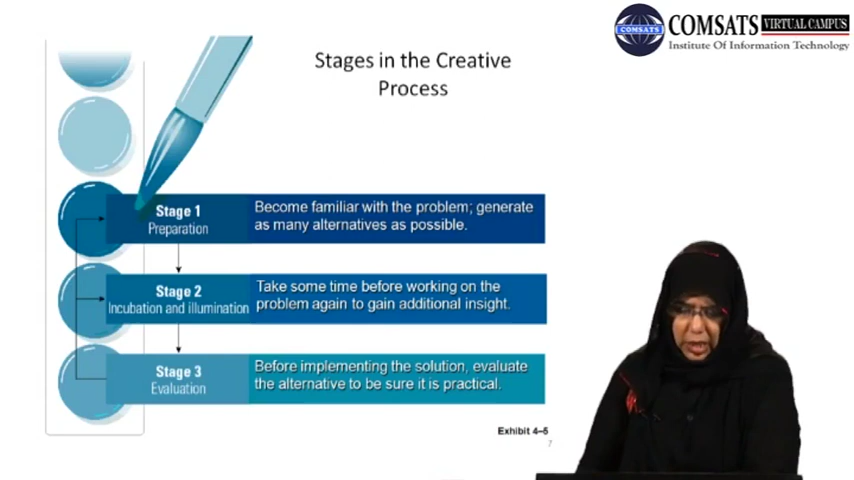 COMSATS VIRTUAL CAMPUS
COMSATS
Institute Of Information Technology
Stages in the Creative
Process
Stage 1
Preparation
Become familiar with the problem; generate
as many alternatives as possible.
Stage 2
Incubation and illumination
Take some time before working on the
problem again to gain additional insight.
Stage 3
Evaluation
Before implementing the solution, evaluate
the alternative to be sure it is practical.
Exhibit 4–5
7